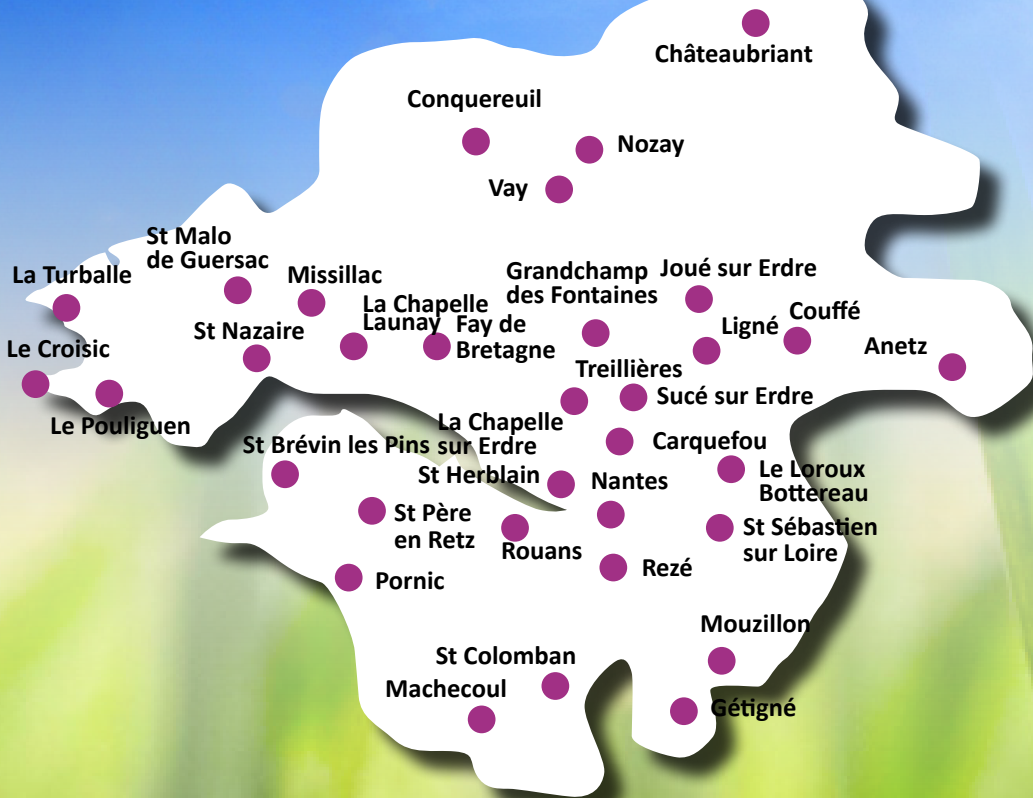 Châteaubriant
Conquereuil
Nozay
Vay
St Malo
de Guersac
La Turballe
Missillac
Grandchamp
des Fontaines
Joué sur Erdre
La Chapelle
Launay
Couffé
St Nazaire
Fay de
Bretagne
Ligné
Anetz
Le Croisic
Treillières
Sucé sur Erdre
Le Pouliguen
La Chapelle
sur Erdre
St Brévin les Pins
Carquefou
St Herblain
Nantes
Le Loroux
Bottereau
St Père
en Retz
Rouans
St Sébastien
sur Loire
Rezé
Pornic
Mouzillon
St Colomban
Machecoul
Gétigné